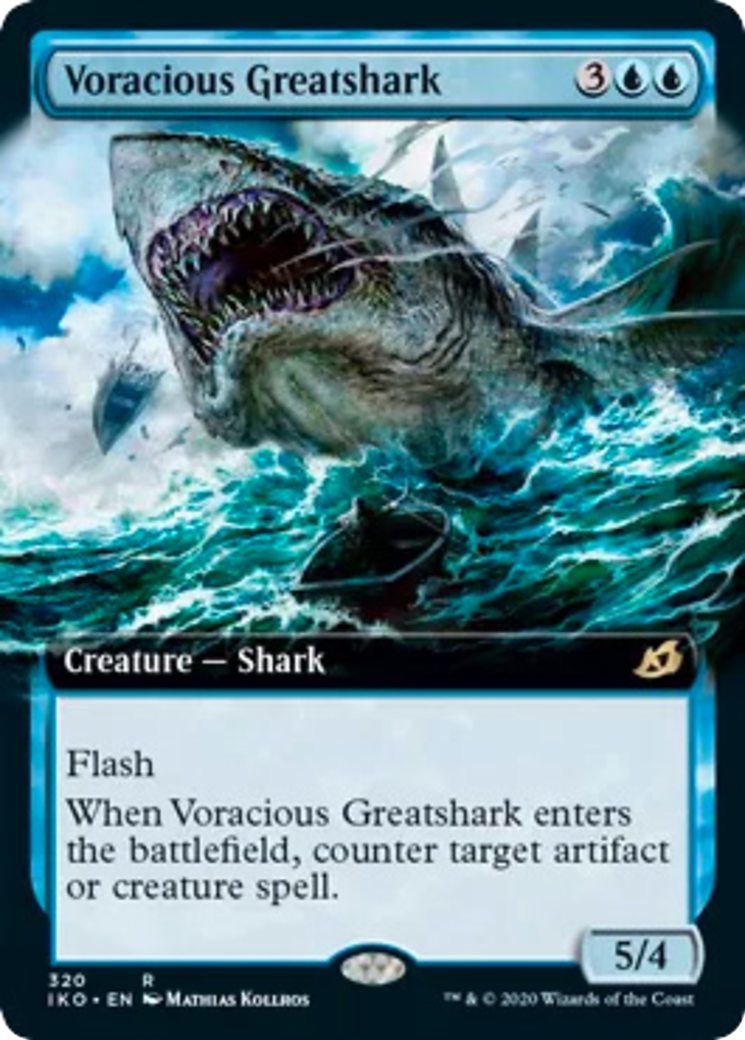 Voracious Greatshark 3
Creature — Shark
Flash
When Voracious Greatshark enters
the battlefield, counter target artifact
or creature spell.
5/4
320 R
IKO • EN Mathias Kollros
™ & © 2020 Wizards of the Coast